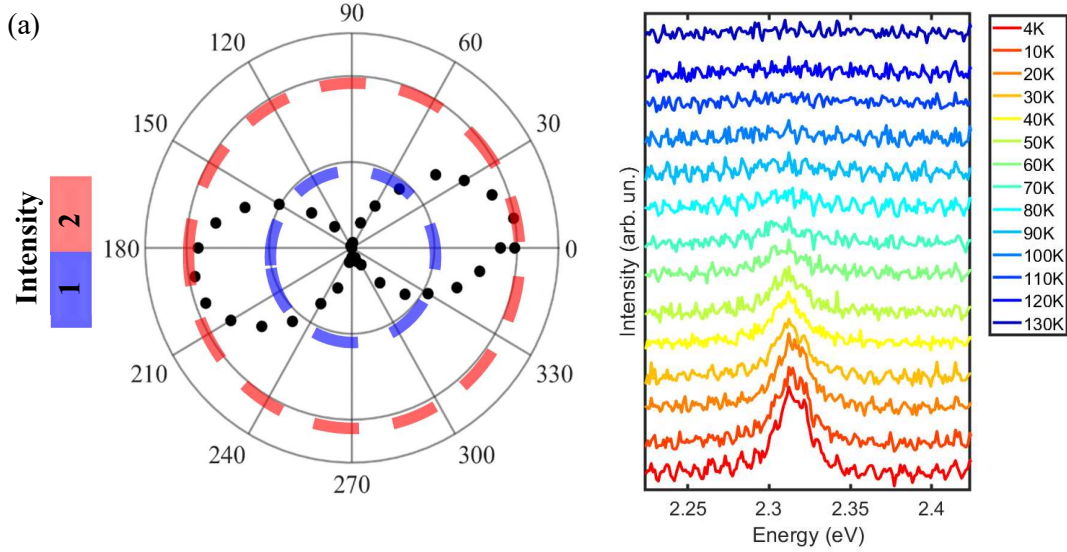 (a)
Intensity
1
2
90
120
60
150
30
180
0
210
330
240
300
270
Intensity (arb. un.)
2.25
2.3
2.35
2.4
Energy (eV)
4K
10K
20K
30K
40K
50K
60K
70K
80K
90K
100K
110K
120K
130K